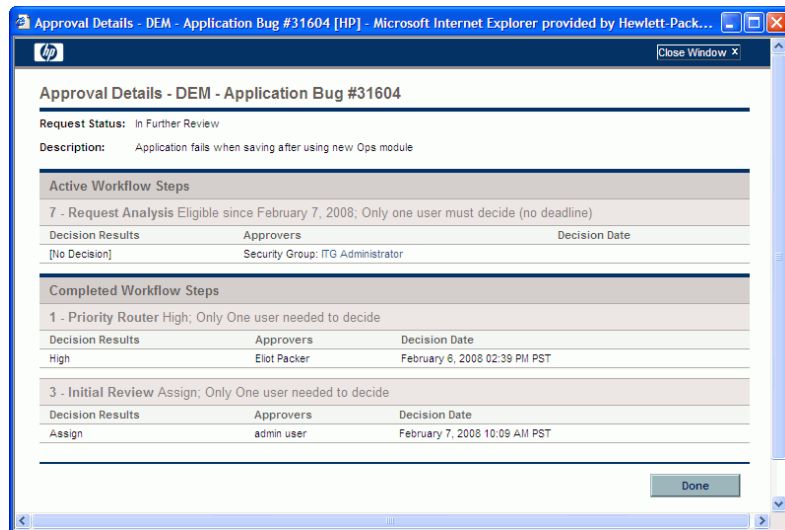 Approval Details - DEM - Application Bug #31604 [HP] - Microsoft Internet Explorer provided by Hewlett-Pack...
hp
Close Window X
Approval Details - DEM - Application Bug #31604
Request Status: In Further Review
Description: Application fails when saving after using new Ops module
Active Workflow Steps
7 - Request Analysis Eligible since February 7, 2008; Only one user must decide (no deadline)
Decision Results Approvers Decision Date
[No Decision] Security Group: ITG Administrator
Completed Workflow Steps
1 - Priority Router High; Only One user needed to decide
Decision Results Approvers Decision Date
High Eliot Packer February 6, 2008 02:39 PM PST
3 - Initial Review Assign; Only One user needed to decide
Decision Results Approvers Decision Date
Assign admin user February 7, 2008 10:09 AM PST
Done